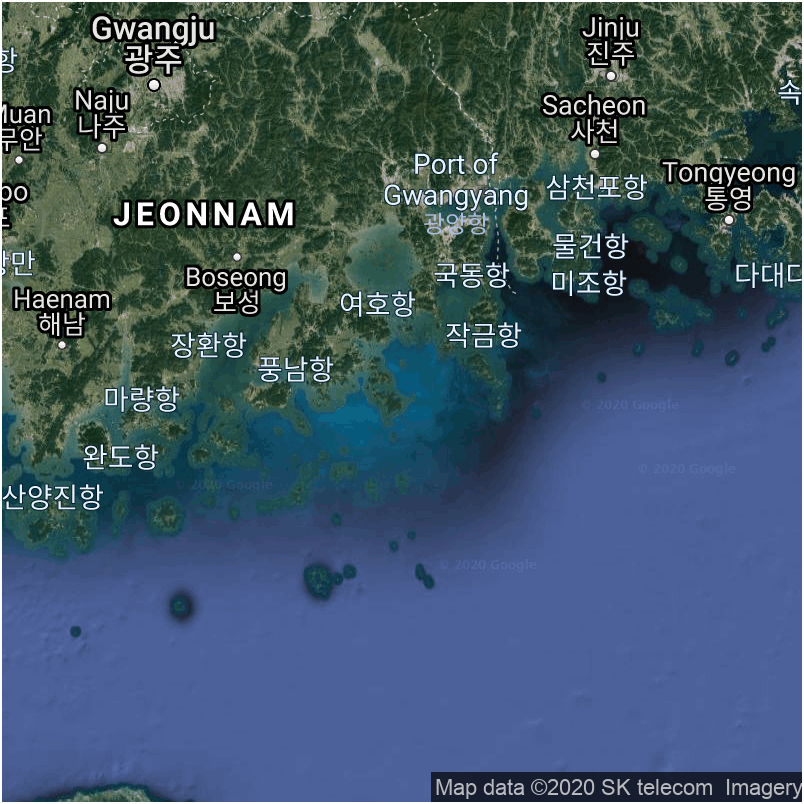 Gwangju
광주
Jinju
진주
항
Naju
나주
Sacheon
사천
속
무안
Port of
Gwangyang
광양항
삼천포항
Tongyeong
통영
JEONNAM
물건항
Boseong
보성
국동항
미조항
Haenam
해남
여호항
장환항
작금항
풍남항
마량항
완도항
산양진항
© 2020 Google
© 2020 Google
© 2020 Google
© 2020 Google
Map data ©2020 SK telecom Imagery